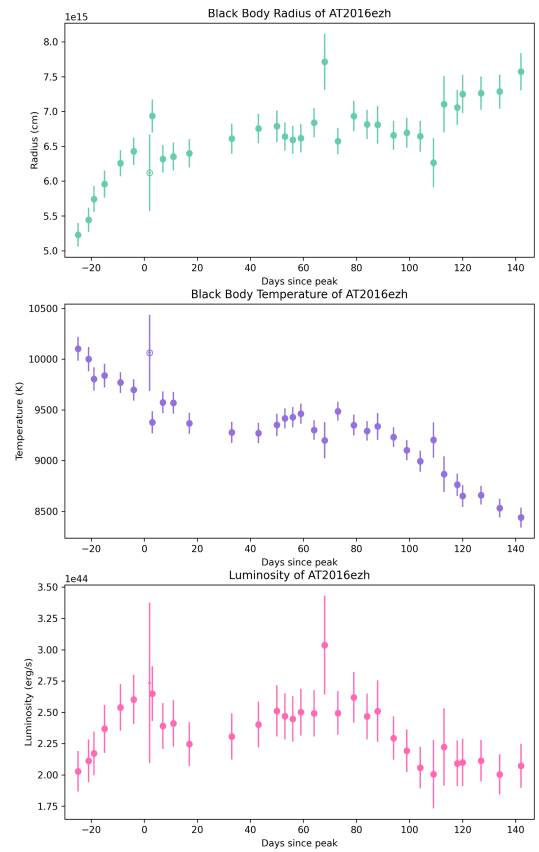 Black Body Radius of AT2016ezh
1e15
8.0
7.5
7.0
6.5
6.0
5.5
5.0
Radius (cm)
−20 0 20 40 60 80 100 120 140
Days since peak
Black Body Temperature of AT2016ezh
10500
10000
9500
9000
8500
Temperature (K)
−20 0 20 40 60 80 100 120 140
Days since peak
Luminosity of AT2016ezh
1e44
3.50
3.25
3.00
2.75
2.50
2.25
2.00
1.75
Luminosity (erg/s)
−20 0 20 40 60 80 100 120 140
Days since peak